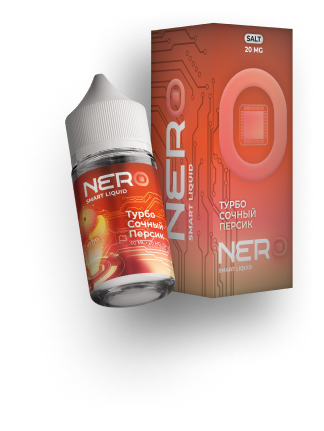 SALT
20 MG
NERO
SMART LIQUID
ТУРБО
СОЧНЫЙ
ПЕРСИК
NERO
SMART LIQUID
NERO
SMART LIQUID
Турбо
Сочный
Персик